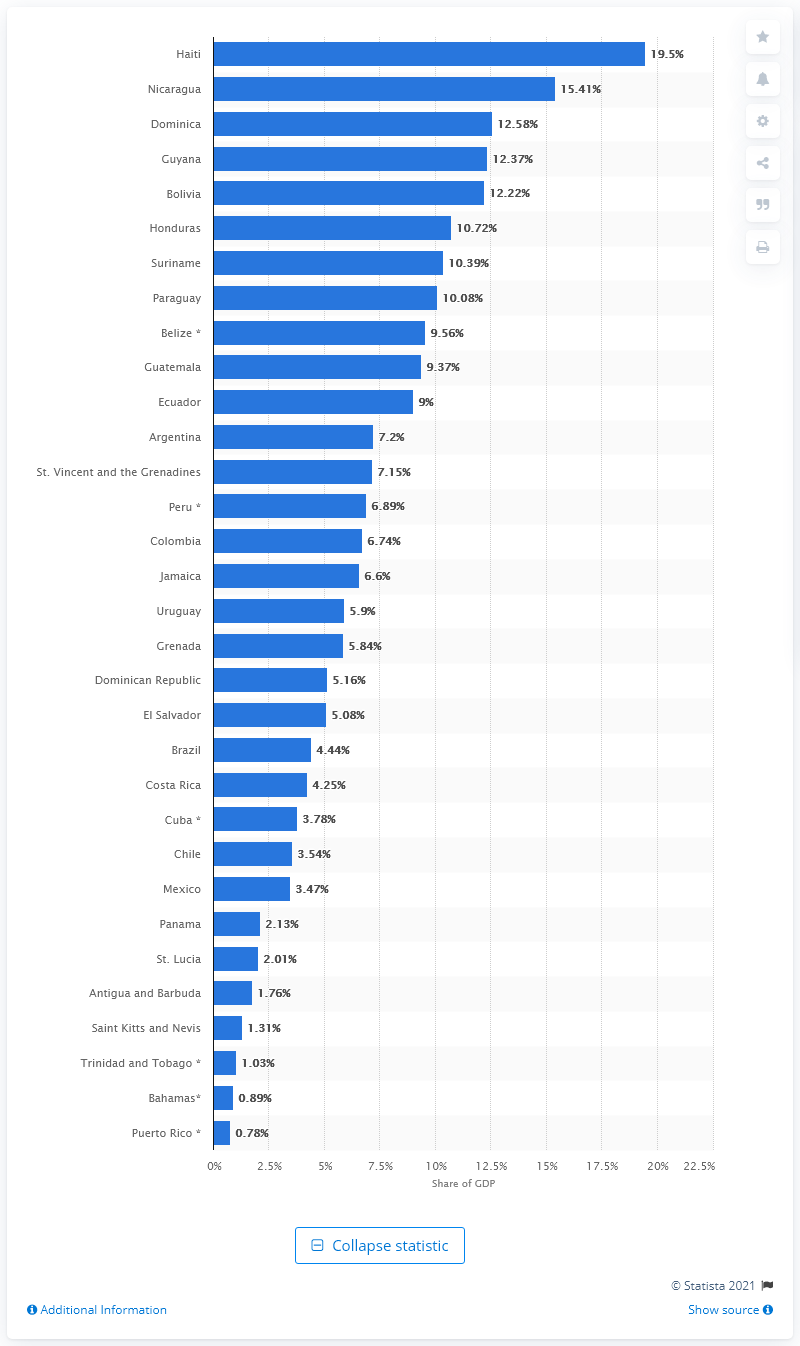 Haiti 19.5%
Nicaragua 15.41%
Dominica 12.58%
Guyana 12.37%
Bolivia 12.22%
Honduras 10.72%
Suriname 10.39%
Paraguay 10.08%
Belize * 9.56%
Guatemala 9.37%
Ecuador 9%
Argentina 7.2%
St. Vincent and the Grenadines 7.15%
Peru * 6.89%
Colombia 6.74%
Jamaica 6.6%
Uruguay 5.9%
Grenada 5.84%
Dominican Republic 5.16%
El Salvador 5.08%
Brazil 4.44%
Costa Rica 4.25%
Cuba * 3.78%
Chile 3.54%
Mexico 3.47%
Panama 2.13%
St. Lucia 2.01%
Antigua and Barbuda 1.76%
Saint Kitts and Nevis 1.31%
Trinidad and Tobago * 1.03%
Bahamas* 0.89%
Puerto Rico * 0.78%
0% 2.5% 5% 7.5% 10% 12.5% 15% 17.5% 20% 22.5%
Share of GDP
Collapse statistic
© Statista 2021
Additional Information Show source